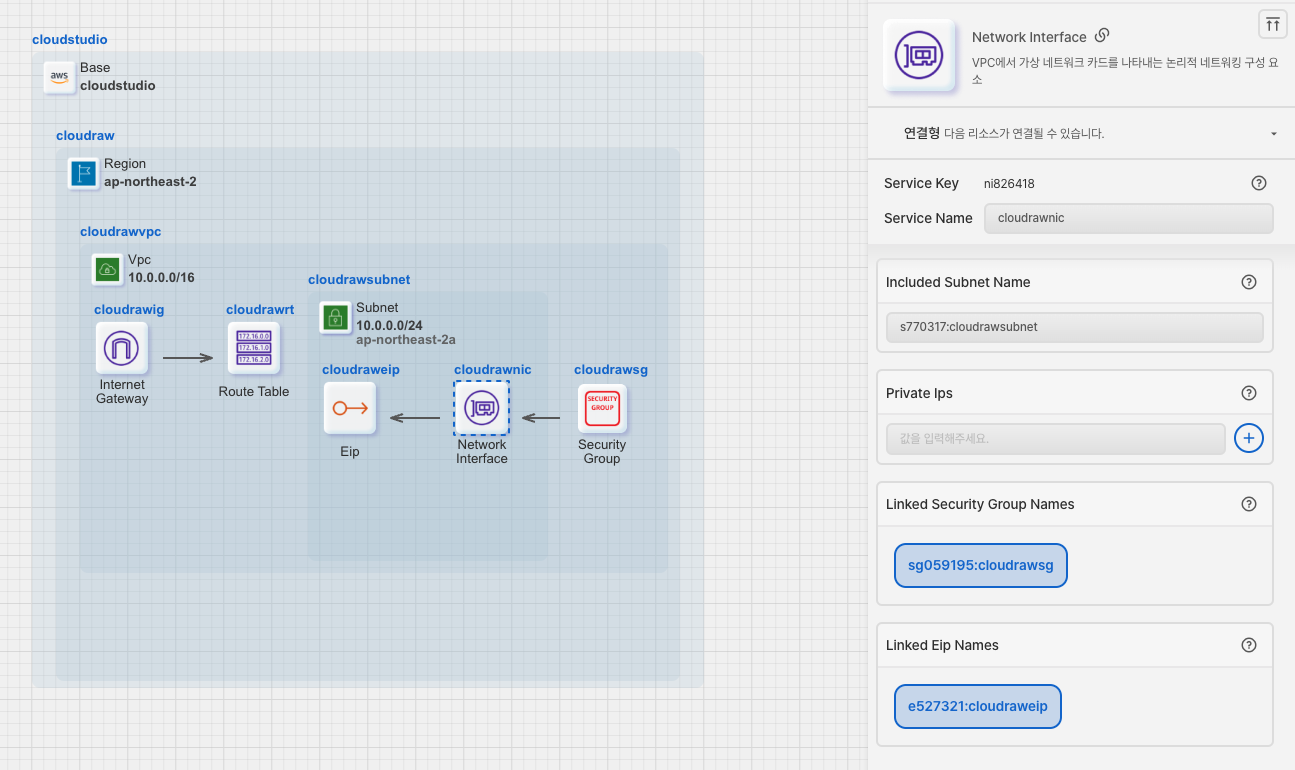 cloudstudio
aws
Base
cloudstudio
cloudraw
Region
ap-northeast-2
cloudrawvpc
Vpc
10.0.0.0/16
cloudrawsubnet
Subnet
10.0.0.0/24
ap-northeast-2a
cloudrawig
cloudrawrt
172.16.0.0
172.16.1.0
172.16.2.0
Internet
Gateway
Route Table
cloudraweip
cloudrawnic
cloudrawsg
SECURITY
GROUP
Eip
Network
Interface
Security
Group
Network Interface
VPC에서 가상 네트워크 카드를 나타내는 논리적 네트워킹 구성 요
소
연결형 다음 리소스가 연결될 수 있습니다.
Service Key ni826418
Service Name cloudrawnic
Included Subnet Name
s770317:cloudrawsubnet
Private Ips
값을 입력해주세요.
Linked Security Group Names
sg059195:cloudrawsg
Linked Eip Names
e527321:cloudraweip